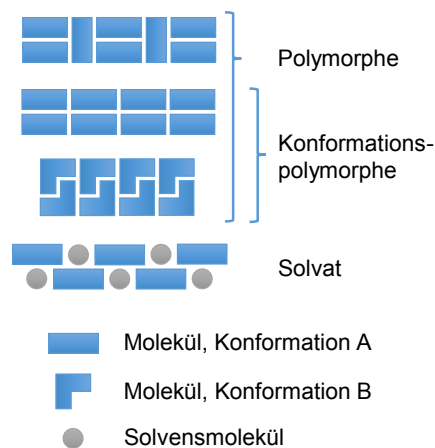 Polymorphe
Konformations-
polymorphe
Solvat
Molekül, Konformation A
Molekül, Konformation B
Solvensmolekül